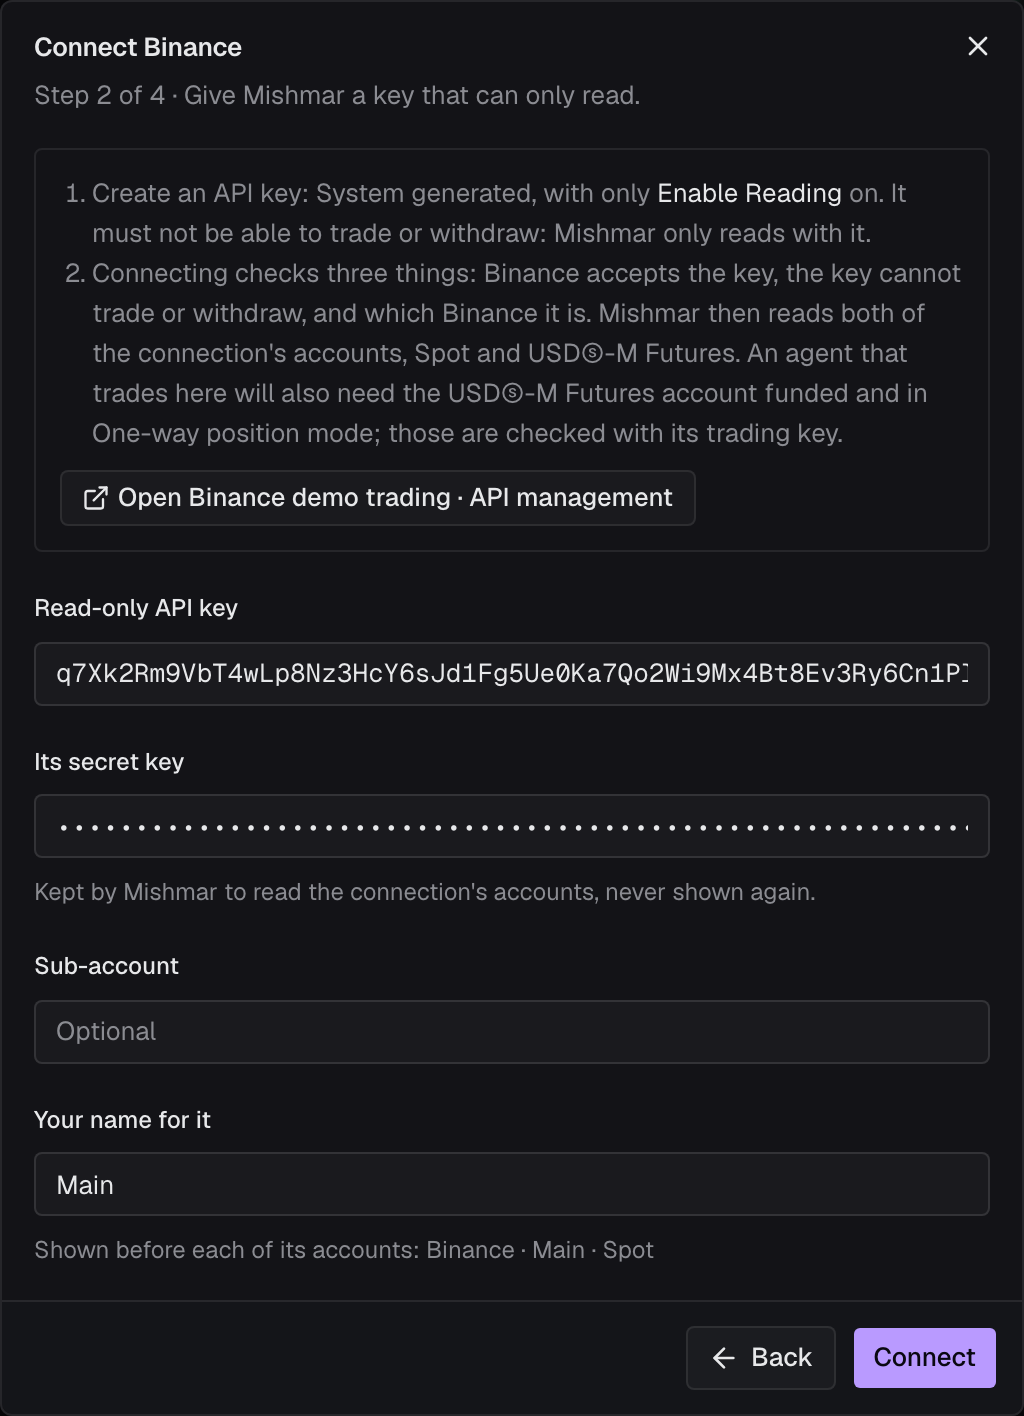 Connect Binance
Step 2 of 4 · Give Mishmar a key that can only read.
1. Create an API key: System generated, with only Enable Reading on. It
must not be able to trade or withdraw: Mishmar only reads with it.
2. Connecting checks three things: Binance accepts the key, the key cannot
trade or withdraw, and which Binance it is. Mishmar then reads both of
the connection's accounts, Spot and USDⓈ-M Futures. An agent that
trades here will also need the USDⓈ-M Futures account funded and in
One-way position mode; those are checked with its trading key.
Open Binance demo trading · API management
Read-only API key
q7Xk2Rm9VbT4wLp8Nz3HcY6sJd1Fg5Ue0Ka7Qo2Wi9Mx4Bt8Ev3Ry6Cn1P
Its secret key
Kept by Mishmar to read the connection's accounts, never shown again.
Sub-account
Optional
Your name for it
Main
Shown before each of its accounts: Binance · Main · Spot
Back
Connect